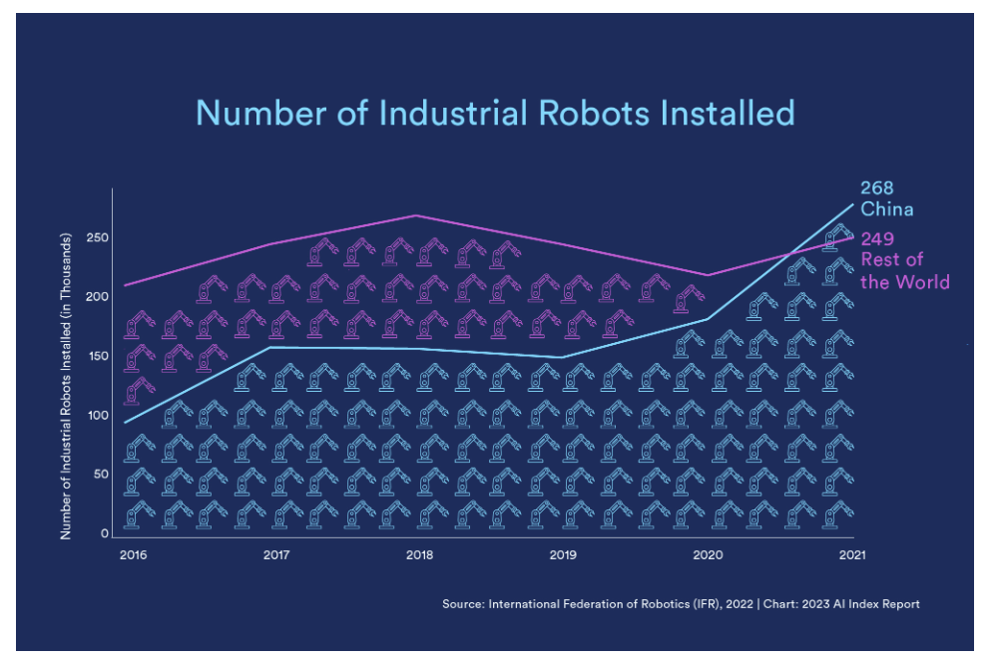 Number of Industrial Robots Installed
268
China
249
Rest of
the World
Number of Industrial Robots Installed (in Thousands)
250
200
150
100
50
0
2016 2017 2018 2019 2020 2021
Source: International Federation of Robotics (IFR), 2022 | Chart: 2023 AI Index Report